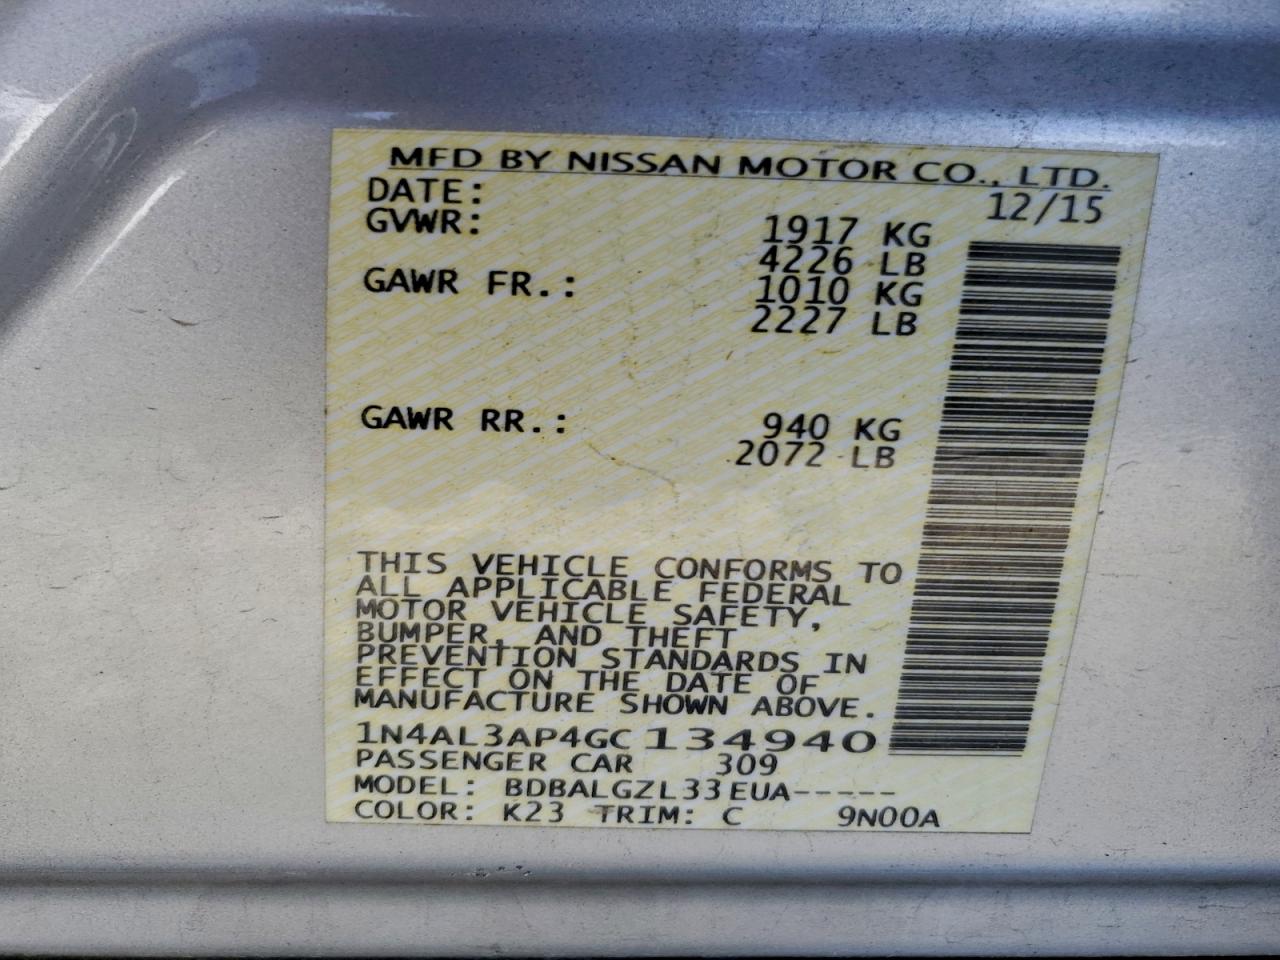 MFD BY NISSAN MOTOR CO., LTD.
DATE: 12/15
GVWR: 1917 KG
4226 LB
GAWR FR.: 1010 KG
2227 LB
GAWR RR.: 940 KG
2072 LB
THIS VEHICLE CONFORMS TO
ALL APPLICABLE FEDERAL
MOTOR VEHICLE SAFETY,
BUMPER, AND THEFT
PREVENTION STANDARDS IN
EFFECT ON THE DATE OF
MANUFACTURE SHOWN ABOVE.
1N4AL3AP4GC134940
PASSENGER CAR 309
MODEL: BDBALGZL33EUA-----
COLOR: K23 TRIM: C 9N00A